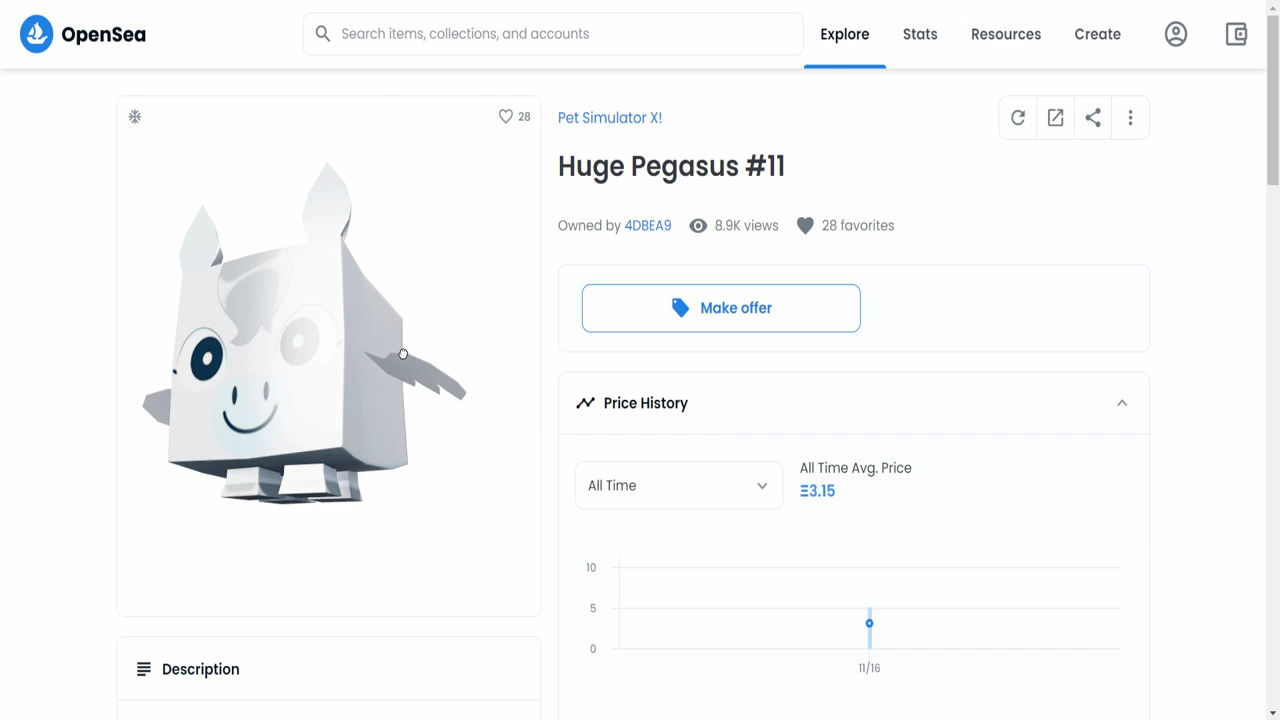 OpenSea
Search items, collections, and accounts
Explore
Stats
Resources
Create
28
Pet Simulator X!
Huge Pegasus #11
Owned by 4DBEA9
8.9K views
28 favorites
Make offer
Price History
All Time
All Time Avg. Price
Ξ3.15
10
5
0
11/16
Description